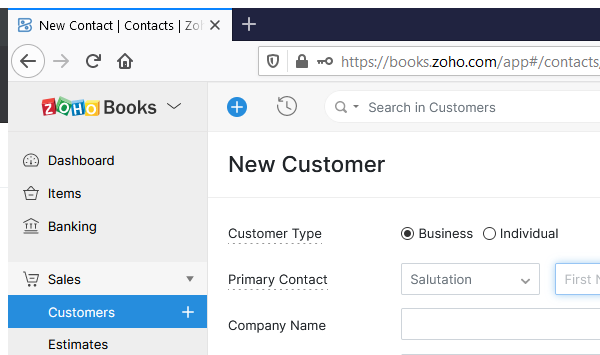 New Contact | Contacts | Zoh
https://books.zoho.com/app#/contacts
ZOHO Books
Search in Customers
Dashboard
Items
Banking
Sales
Customers
Estimates
New Customer
Customer Type
Business
Individual
Primary Contact
Salutation
First N
Company Name